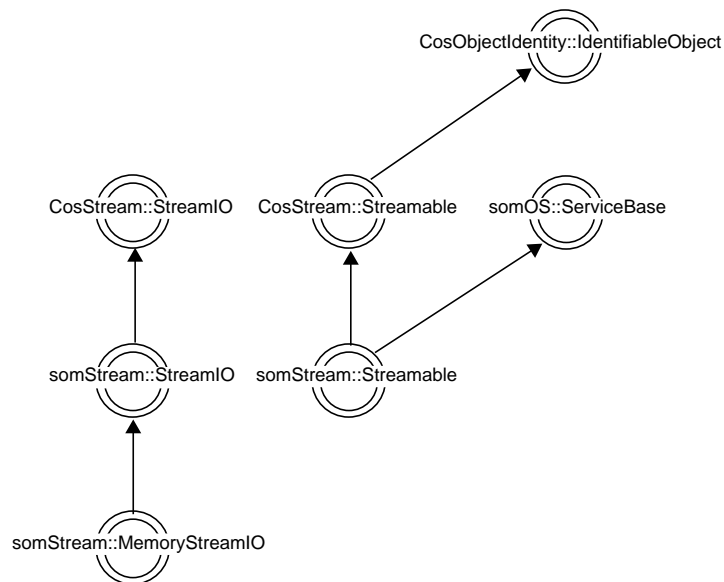 CosObjectIdentity::IdentifiableObject
CosStream::StreamIO
CosStream::Streamable
somOS::ServiceBase
somStream::StreamIO
somStream::Streamable
somStream::MemoryStreamIO